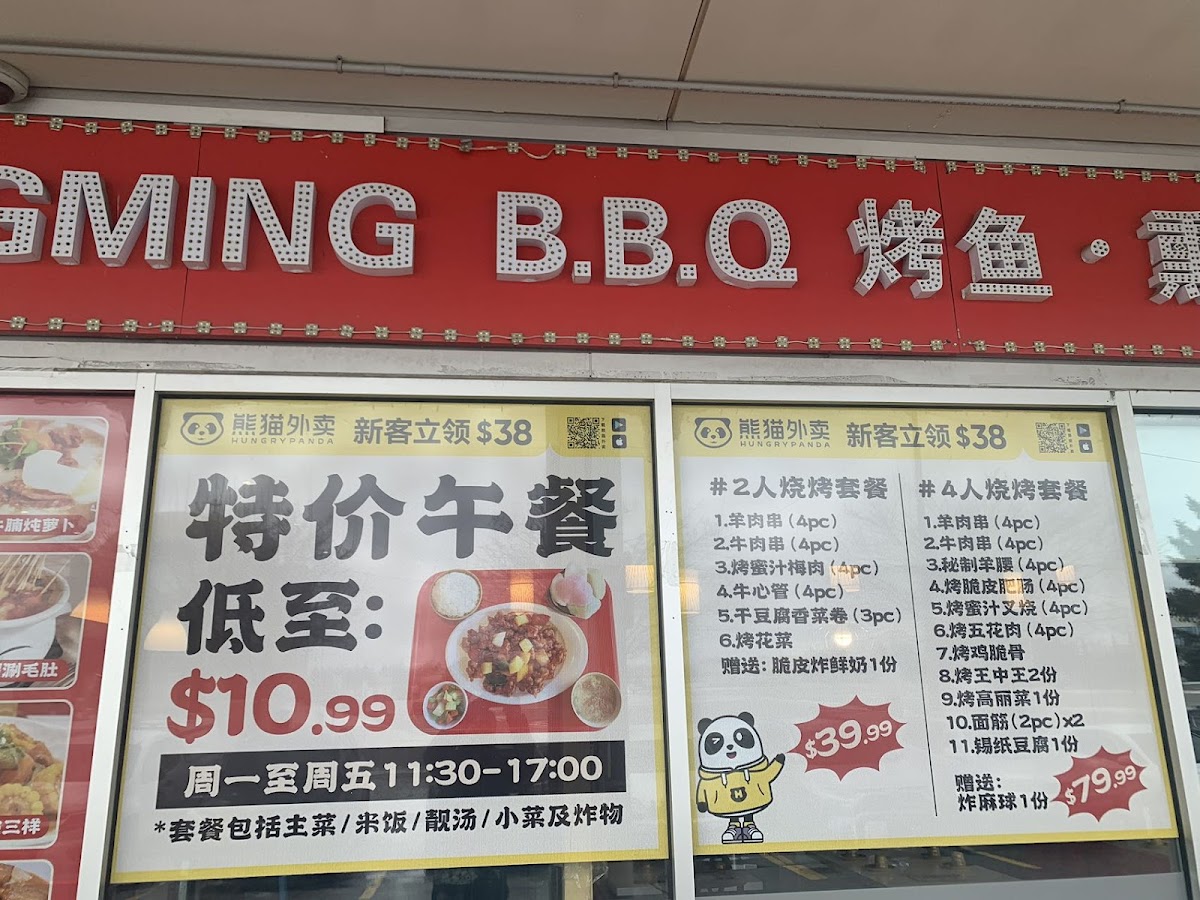 GMING B.B.Q 烤鱼·熏
腩炖萝卜
涮毛肚
三样
熊猫外卖
HUNGRYPANDA
新客立领 $38
特价午餐
低至:
$10.99
周一至周五 11:30-17:00
*套餐包括主菜/米饭/靓汤/小菜及炸物
熊猫外卖
HUNGRYPANDA
新客立领 $38
#2人烧烤套餐
1.羊肉串(4pc)
2.牛肉串(4pc)
3.烤蜜汁梅肉(4pc)
4.牛心管(4pc)
5.干豆腐香菜卷(3pc)
6.烤花菜
赠送:脆皮炸鲜奶1份
$39.99
#4人烧烤套餐
1.羊肉串(4pc)
2.牛肉串(4pc)
3.秘制羊腰(4pc)
4.烤脆皮肥肠(4pc)
5.烤蜜汁叉烧(4pc)
6.烤五花肉(4pc)
7.烤鸡脆骨
8.烤王中王2份
9.烤高丽菜1份
10.面筋(2pc)x2
11.锡纸豆腐1份
赠送:
炸麻球1份
$79.99